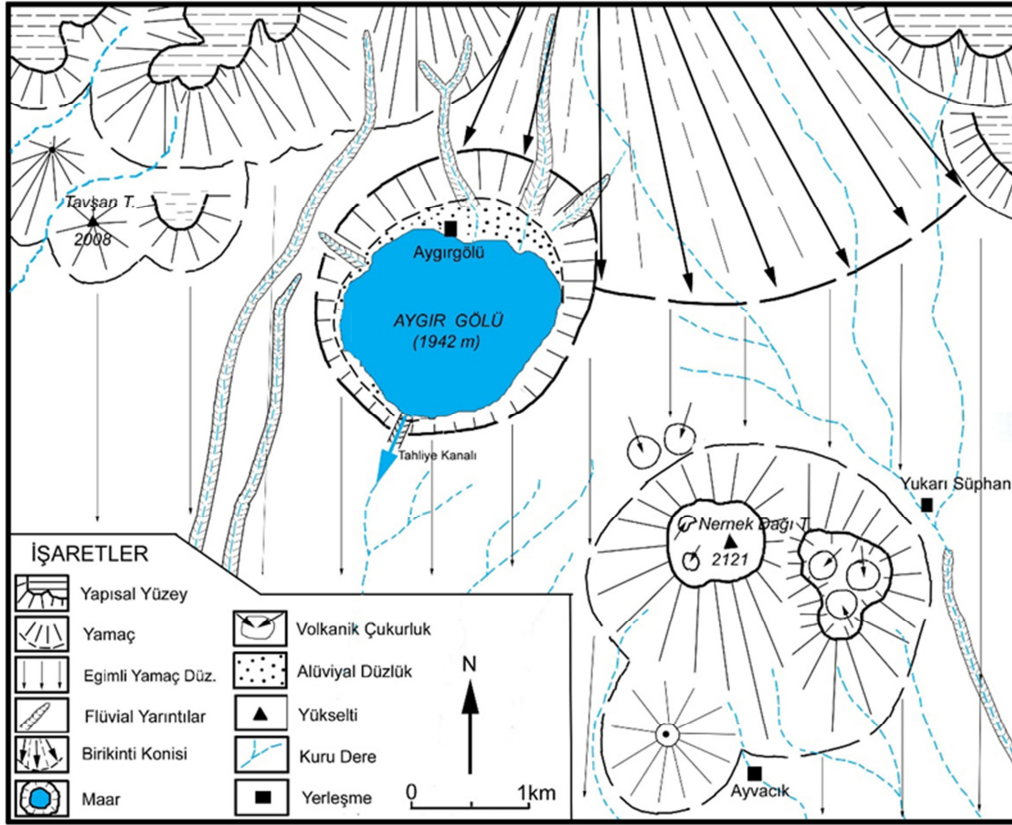 Tavşan T.
2008
Aygırgölü
AYGIR GÖLÜ
(1942 m)
Tahliye Kanalı
Yukarı Süphan
Nernek Dağı T.
2121
Ayvacık
İŞARETLER
Yapısal Yüzey
Yamaç
Egimli Yamaç Düz.
Flüvial Yarıntılar
Birikinti Konisi
Maar
Volkanik Çukurluk
Alüviyal Düzlük
Yükselti
Kuru Dere
Yerleşme
N
0 1km